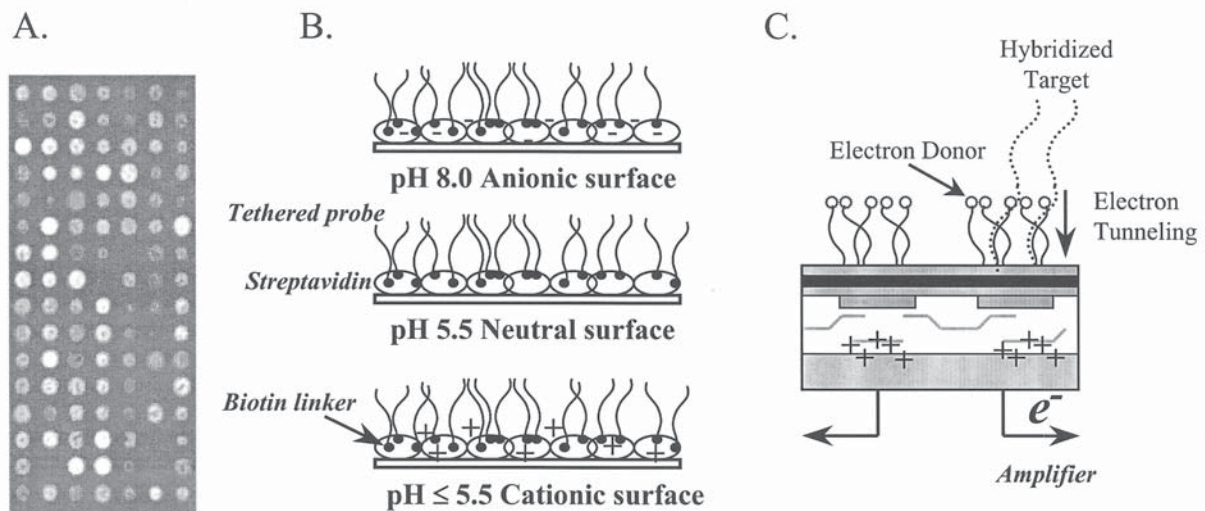 A.
B.
pH 8.0 Anionic surface
Tethered probe
Streptavidin
pH 5.5 Neutral surface
Biotin linker
pH ≤ 5.5 Cationic surface
C.
Hybridized
Target
Electron Donor
Electron
Tunneling
e-
Amplifier